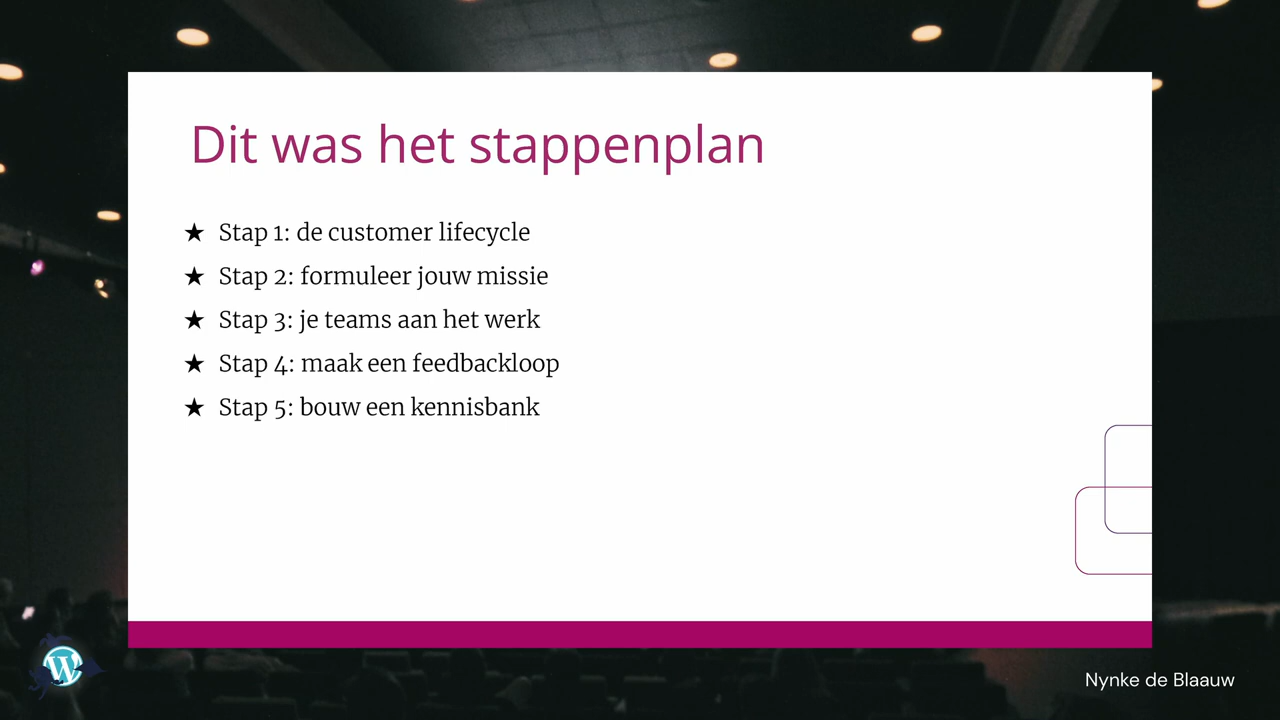 Dit was het stappenplan
★ Stap 1: de customer lifecycle
★ Stap 2: formuleer jouw missie
★ Stap 3: je teams aan het werk
★ Stap 4: maak een feedbackloop
★ Stap 5: bouw een kennisbank
W
Nynke de Blaauw